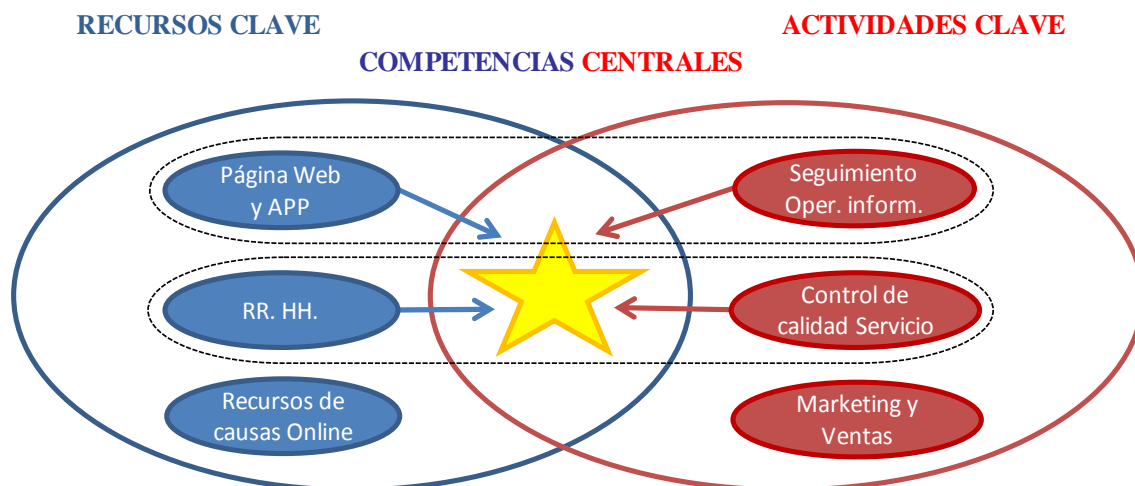 RECURSOS CLAVE
ACTIVIDADES CLAVE
COMPETENCIAS CENTRALES
Página Web
y APP
Seguimiento
Oper. inform.
RR. HH.
Control de
calidad Servicio
Recursos de
causas Online
Marketing y
Ventas